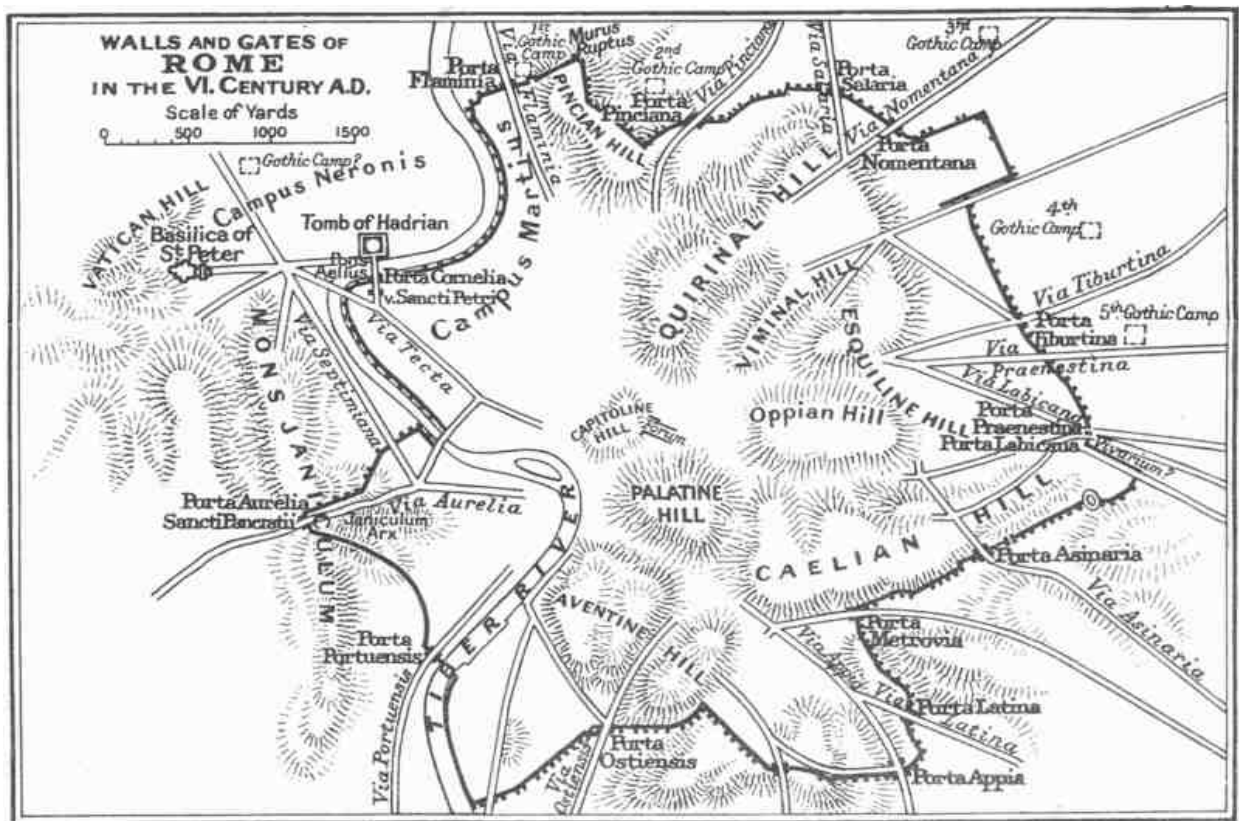 WALLS AND GATES OF
ROME
IN THE VI. CENTURY A.D.
Scale of Yards
0 500 1000 1500
1st
Gothic
Camp
Murus
Ruptus
2nd
Gothic Camp
3rd
Gothic Camp
Via Flaminia
Porta
Flaminia
PINCIAN HILL
Porta
Pinciana
Via Pinciana
Via Salaria
Porta
Salaria
Via Nomentana
Porta
Nomentana
Gothic Camp?
Campus Neronis
VATICAN HILL
Basilica of
St Peter
Tomb of Hadrian
Pons
Aelius
Porta Cornelia
v. Sancti Petri
Campus Martius
QUIRINAL HILL
VIMINAL HILL
ESQUILINE HILL
4th
Gothic Camp
Via Tiburtina
5th Gothic Camp
Porta
Tiburtina
Via
Praenestina
Via Labicana
Porta
Praenestina
Porta Labicana
Vivarium?
MONS JANICULUM
Via Septimiana
Via Tecta
CAPITOLINE
HILL
Forum
Oppian Hill
PALATINE
HILL
Porta Aurelia
Sancti Pancratii
Via Aurelia
Janiculum
Arx
TIBER RIVER
CAELIAN HILL
Porta Asinaria
Via Asinaria
AVENTINE
HILL
Porta
Metrovia
Porta
Portuensis
Via Portuensis
Via Appia
Via
Latina
Porta Latina
Porta
Ostiensis
Via
Ostiensis
Porta Appia